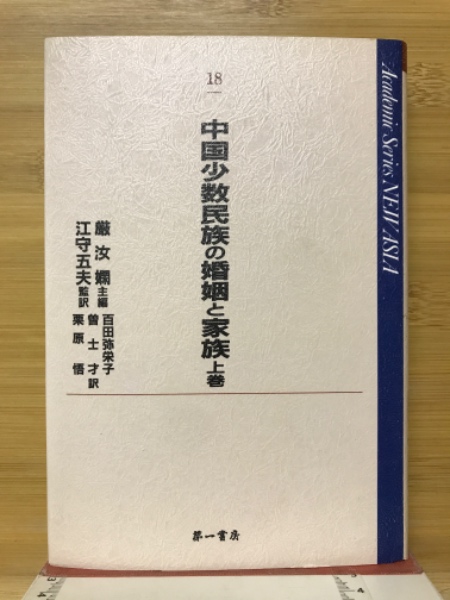 18
中国少数民族の婚姻と家族 上巻
厳汝嫻 主編
江守五夫 監訳
百田弥栄子
曽士才 訳
栗原悟
第一書房
Academic Series NEW ASIA